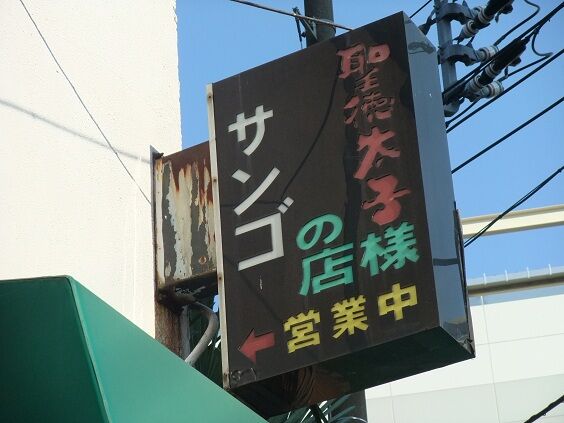 聖徳太子様
の店
サンゴ
営業中